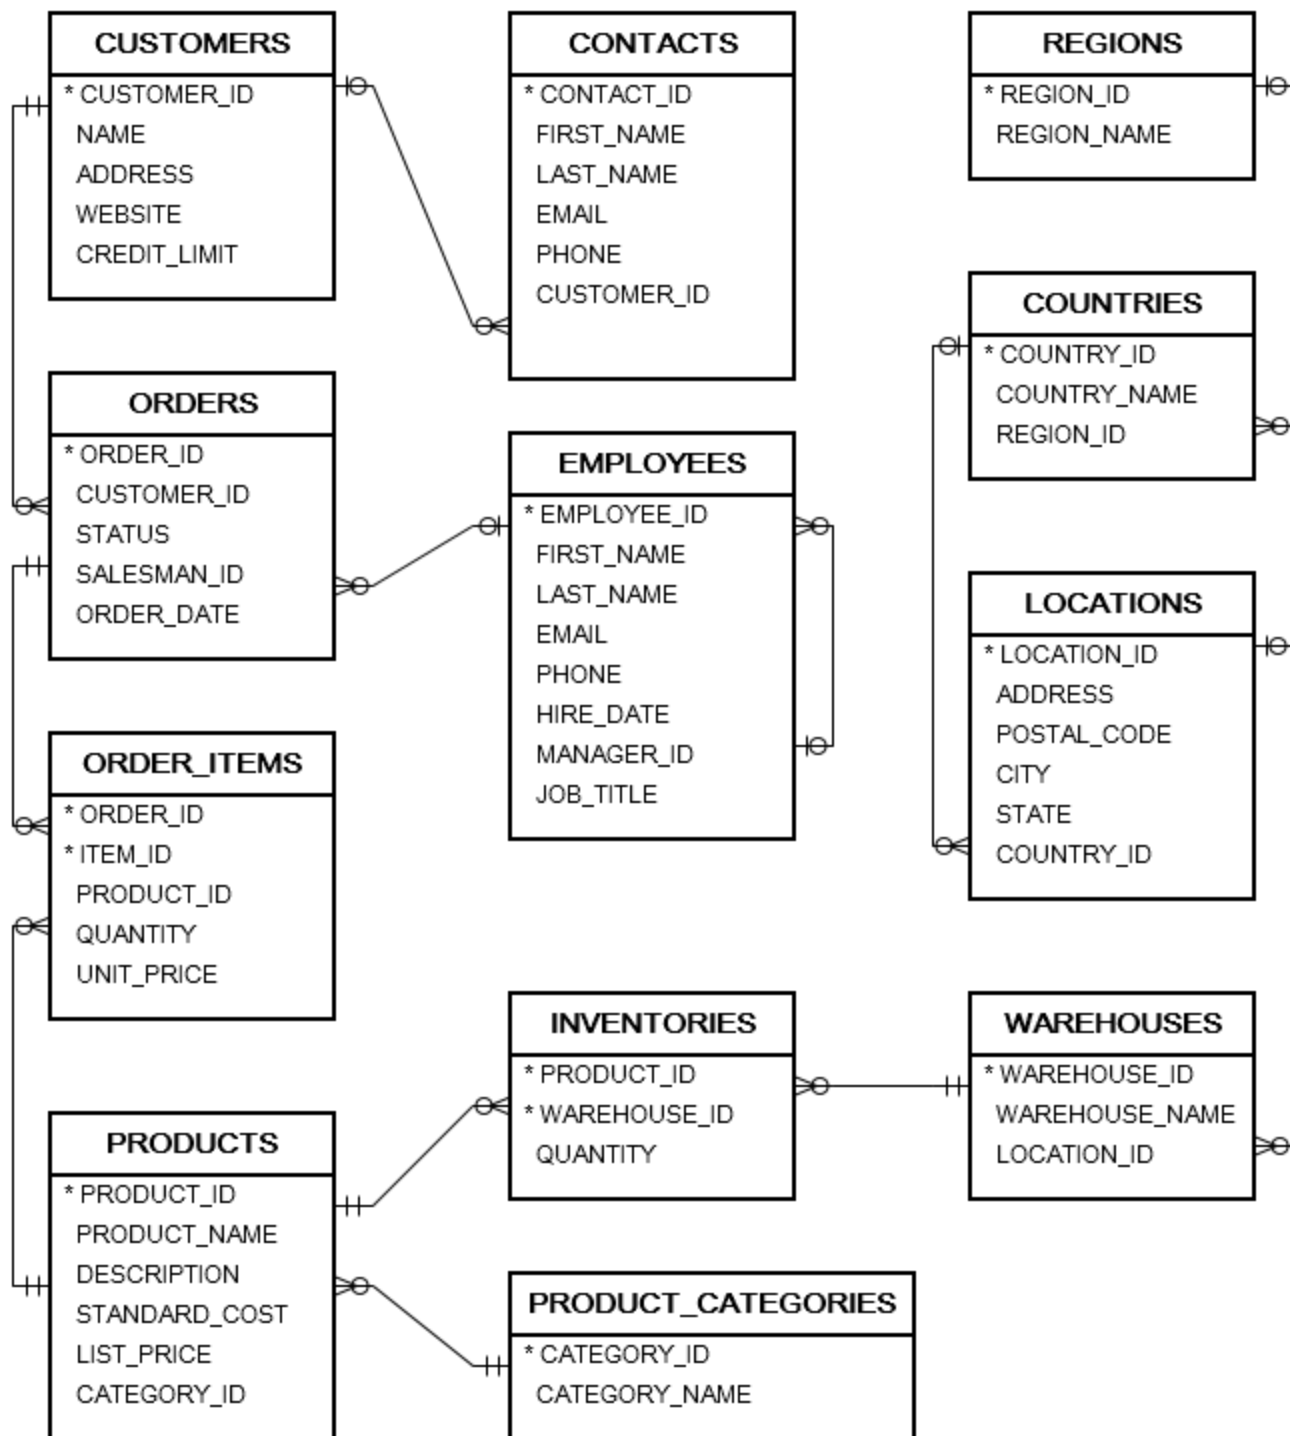 CUSTOMERS
* CUSTOMER_ID
NAME
ADDRESS
WEBSITE
CREDIT_LIMIT
CONTACTS
* CONTACT_ID
FIRST_NAME
LAST_NAME
EMAIL
PHONE
CUSTOMER_ID
REGIONS
* REGION_ID
REGION_NAME
COUNTRIES
* COUNTRY_ID
COUNTRY_NAME
REGION_ID
ORDERS
* ORDER_ID
CUSTOMER_ID
STATUS
SALESMAN_ID
ORDER_DATE
EMPLOYEES
* EMPLOYEE_ID
FIRST_NAME
LAST_NAME
EMAIL
PHONE
HIRE_DATE
MANAGER_ID
JOB_TITLE
LOCATIONS
* LOCATION_ID
ADDRESS
POSTAL_CODE
CITY
STATE
COUNTRY_ID
ORDER_ITEMS
* ORDER_ID
* ITEM_ID
PRODUCT_ID
QUANTITY
UNIT_PRICE
INVENTORIES
* PRODUCT_ID
* WAREHOUSE_ID
QUANTITY
WAREHOUSES
* WAREHOUSE_ID
WAREHOUSE_NAME
LOCATION_ID
PRODUCTS
* PRODUCT_ID
PRODUCT_NAME
DESCRIPTION
STANDARD_COST
LIST_PRICE
CATEGORY_ID
PRODUCT_CATEGORIES
* CATEGORY_ID
CATEGORY_NAME